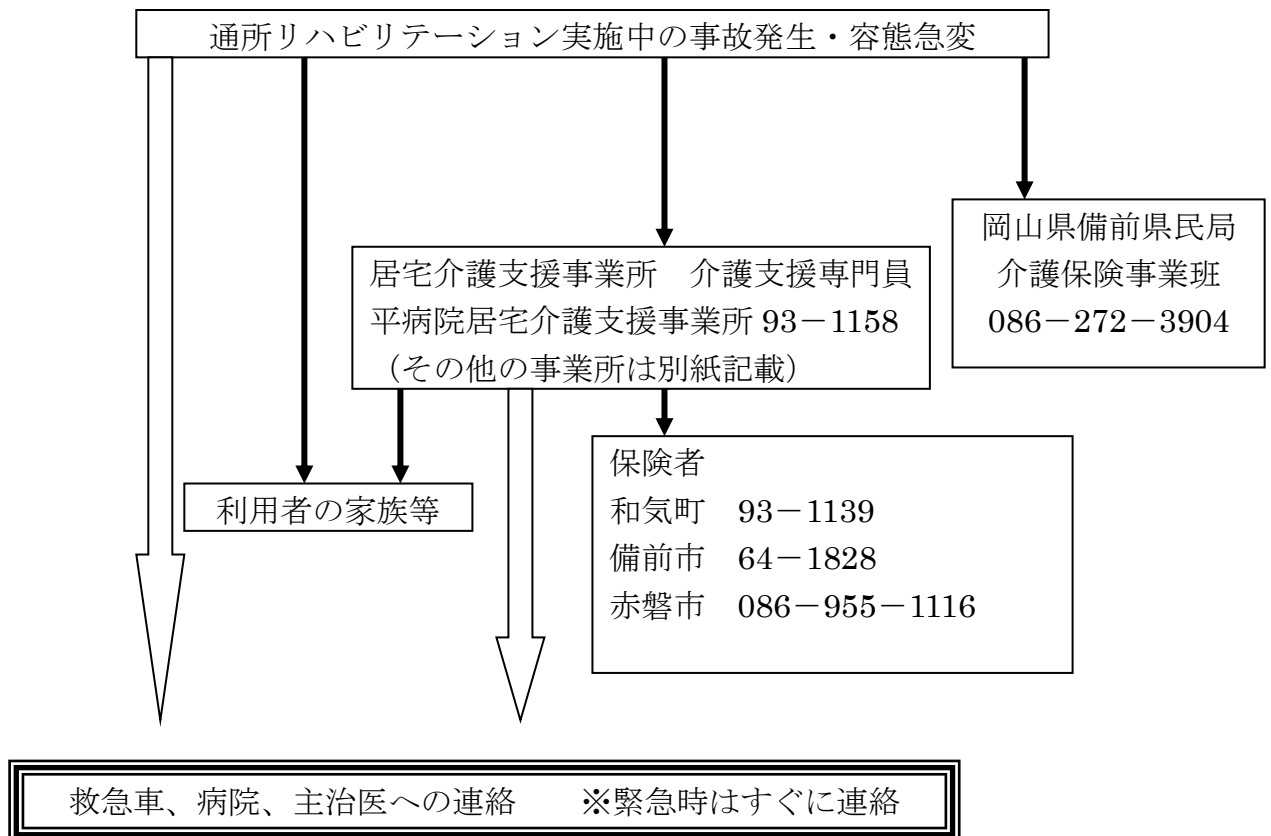 通所リハビリテーション実施中の事故発生・容態急変
岡山県備前県民局
介護保険事業班
086－272－3904
居宅介護支援事業所　介護支援専門員
平病院居宅介護支援事業所 93－1158
（その他の事業所は別紙記載）
保険者
和気町　93－1139
備前市　64－1828
赤磐市　086－955－1116
利用者の家族等
救急車、病院、主治医への連絡　　※緊急時はすぐに連絡